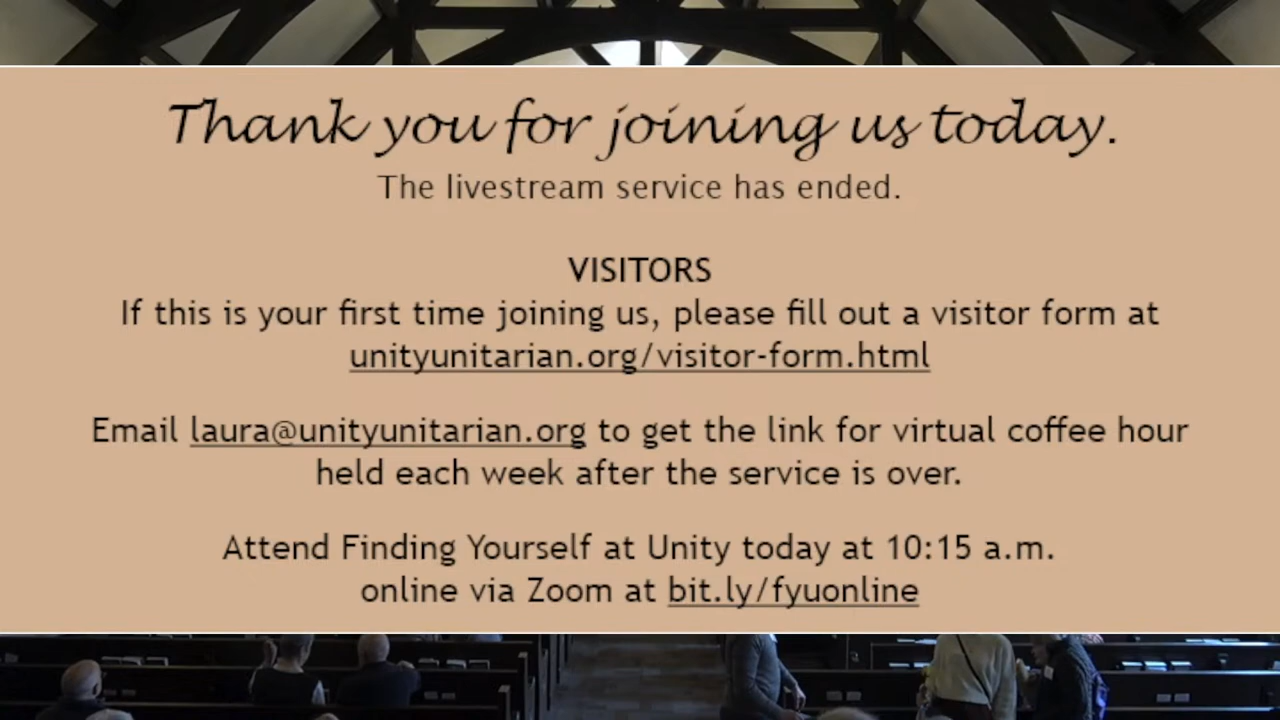 Thank you for joining us today.
The livestream service has ended.
VISITORS
If this is your first time joining us, please fill out a visitor form at
unityunitarian.org/visitor-form.html
Email laura@unityunitarian.org to get the link for virtual coffee hour
held each week after the service is over.
Attend Finding Yourself at Unity today at 10:15 a.m.
online via Zoom at bit.ly/fyuonline